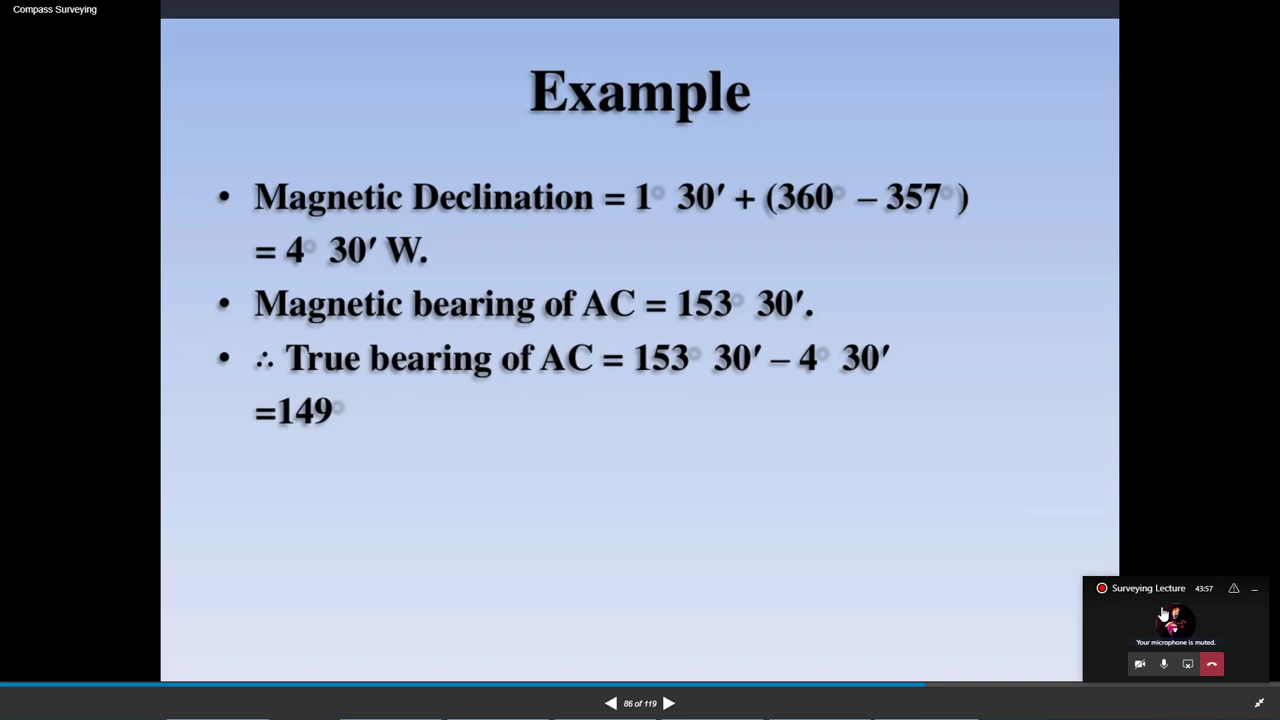 Compass Surveying
Example
• Magnetic Declination = 1° 30′ + (360° – 357°)
= 4° 30′ W.
• Magnetic bearing of AC = 153° 30′.
• ∴ True bearing of AC = 153° 30′ – 4° 30′
=149°
Surveying Lecture 43:57
Your microphone is muted.
86 of 119